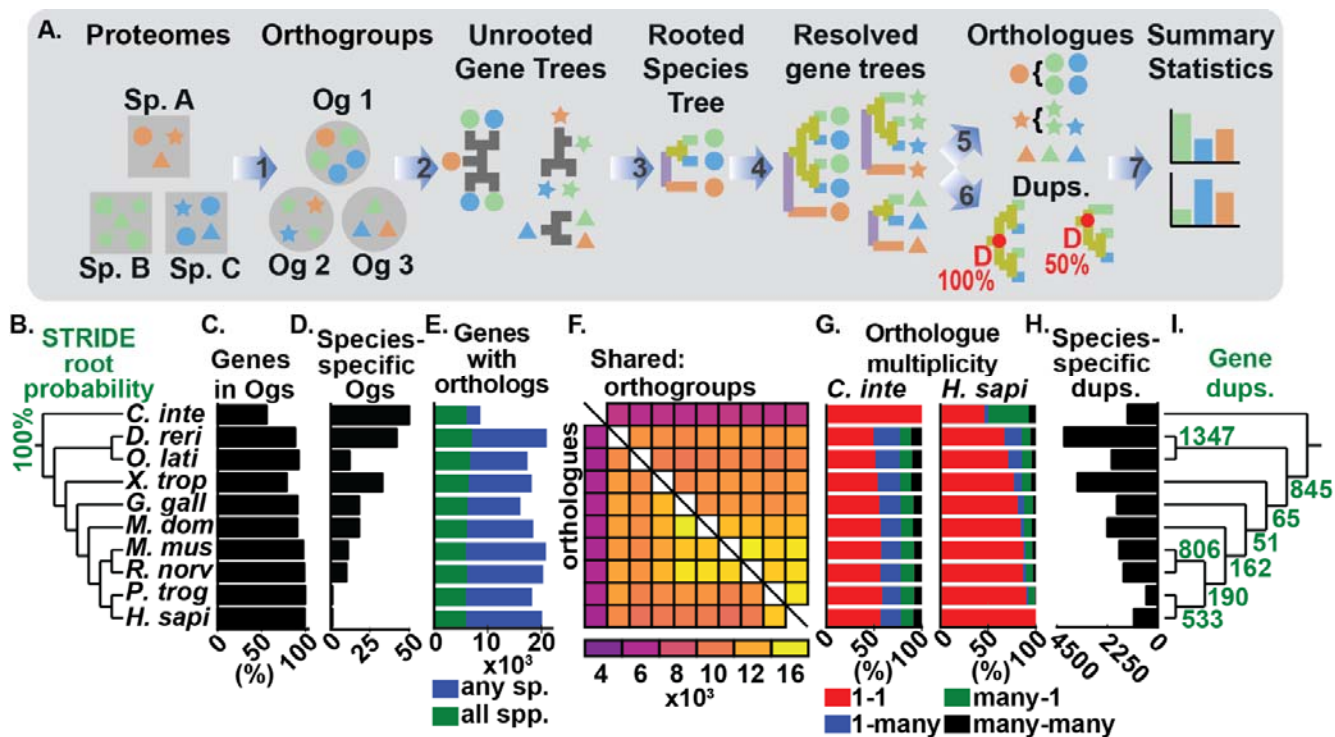 A.
Proteomes
Orthogroups
Unrooted
Gene Trees
Rooted
Species
Tree
Resolved
gene trees
Orthologues
Summary
Statistics
Sp. A
Sp. B
Sp. C
Og 1
Og 2
Og 3
1
2
3
4
5
6
7
{
{
Dups.
D
100%
D
50%
B.
STRIDE
root
probability
100%
C. inte
D. reri
O. lati
X. trop
G. gall
M. dom
M. mus
R. norv
P. trog
H. sapi
C.
Genes
in Ogs
0
50
100
(%)
D.
Species-
specific
Ogs
0
25
50
E.
Genes
with
orthologs
0
10
20
x10³
any sp.
all spp.
F.
Shared:
orthogroups
orthologues
4 6 8 10 12 16
x10³
G.
Orthologue
multiplicity
C. inte
H. sapi
0
50
100
(%)
0
50
100
(%)
1-1
1-many
many-1
many-many
H.
Species-
specific
dups.
4500
2250
0
I.
Gene
dups.
1347
845
65
51
806
162
190
533